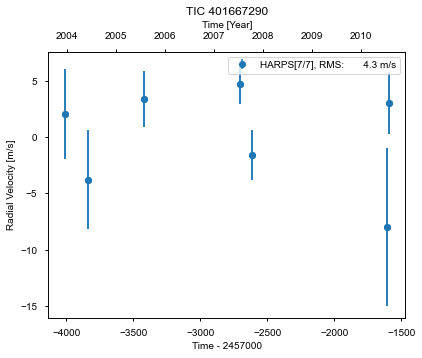 TIC 401667290
Time [Year]
2004 2005 2006 2007 2008 2009 2010
HARPS[7/7], RMS: 4.3 m/s
Radial Velocity [m/s]
5
0
−5
−10
−15
−4000 −3500 −3000 −2500 −2000 −1500
Time - 2457000